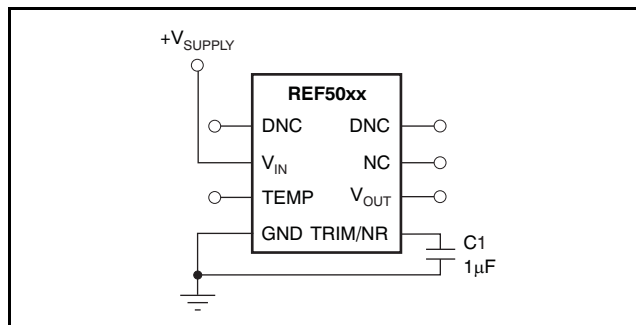 +VSUPPLY
REF50xx
DNC DNC
VIN NC
TEMP VOUT
GND TRIM/NR
C1
1μF